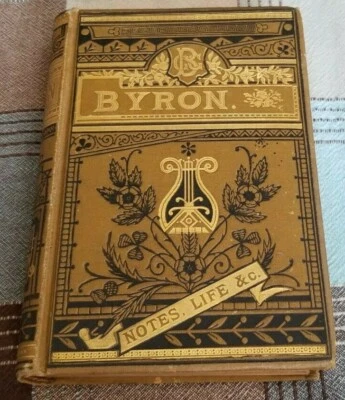 BYRON.
NOTES. LIFE &C.